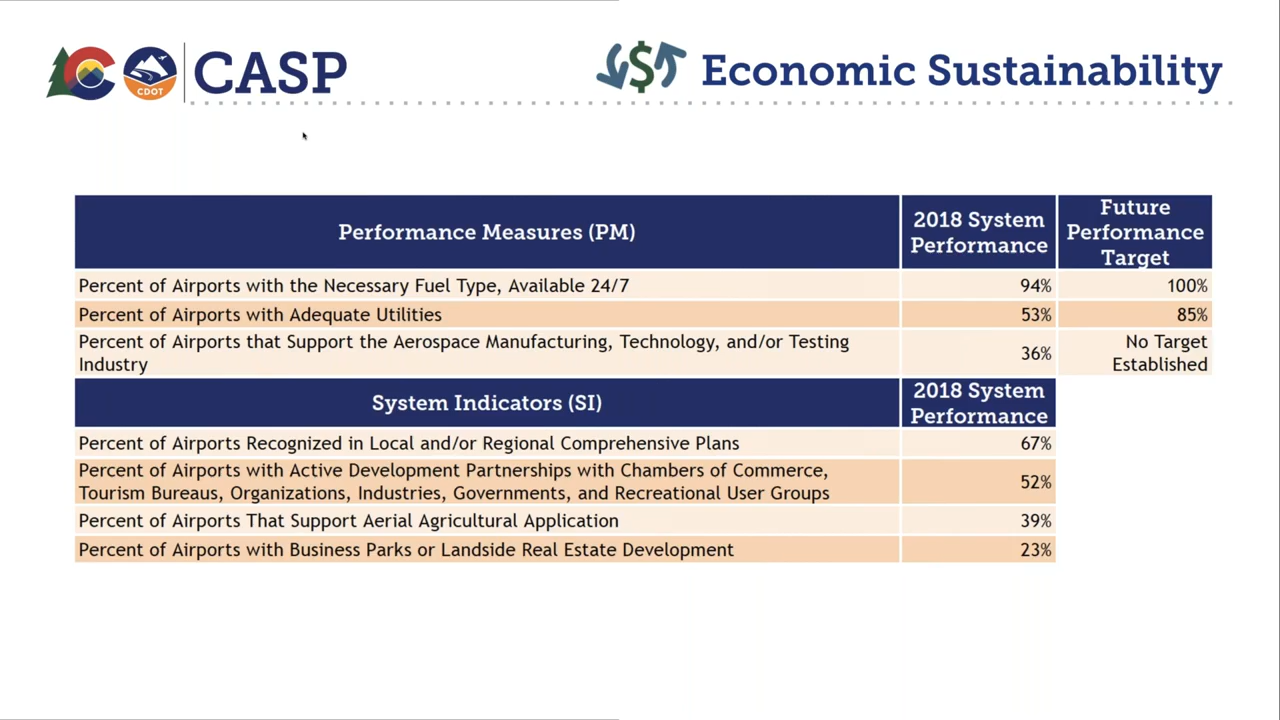 CDOT
CASP
$
Economic Sustainability
Performance Measures (PM)
2018 System
Performance
Future
Performance
Target
Percent of Airports with the Necessary Fuel Type, Available 24/7
94%
100%
Percent of Airports with Adequate Utilities
53%
85%
Percent of Airports that Support the Aerospace Manufacturing, Technology, and/or Testing
Industry
36%
No Target
Established
System Indicators (SI)
2018 System
Performance
Percent of Airports Recognized in Local and/or Regional Comprehensive Plans
67%
Percent of Airports with Active Development Partnerships with Chambers of Commerce,
Tourism Bureaus, Organizations, Industries, Governments, and Recreational User Groups
52%
Percent of Airports That Support Aerial Agricultural Application
39%
Percent of Airports with Business Parks or Landside Real Estate Development
23%